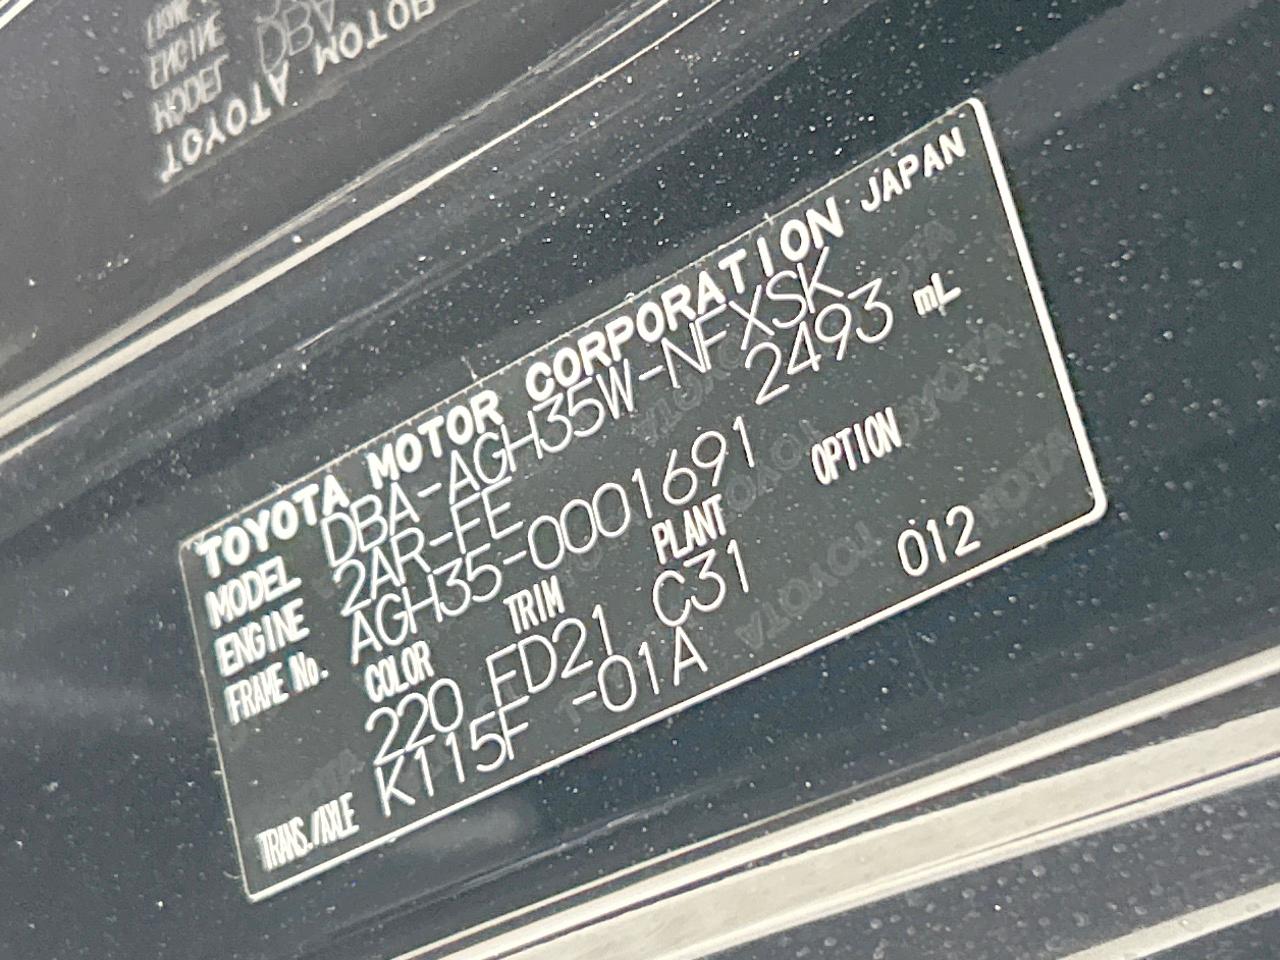 TOYOTA MOTOR CORPORATION JAPAN
MODEL DBA-AGH35W-NFXSK
ENGINE 2AR-FE 2493 mL
FRAME No. AGH35-0001691
COLOR TRIM PLANT OPTION
220 FD21 C31 012
TRANS./AXLE K115F -01A